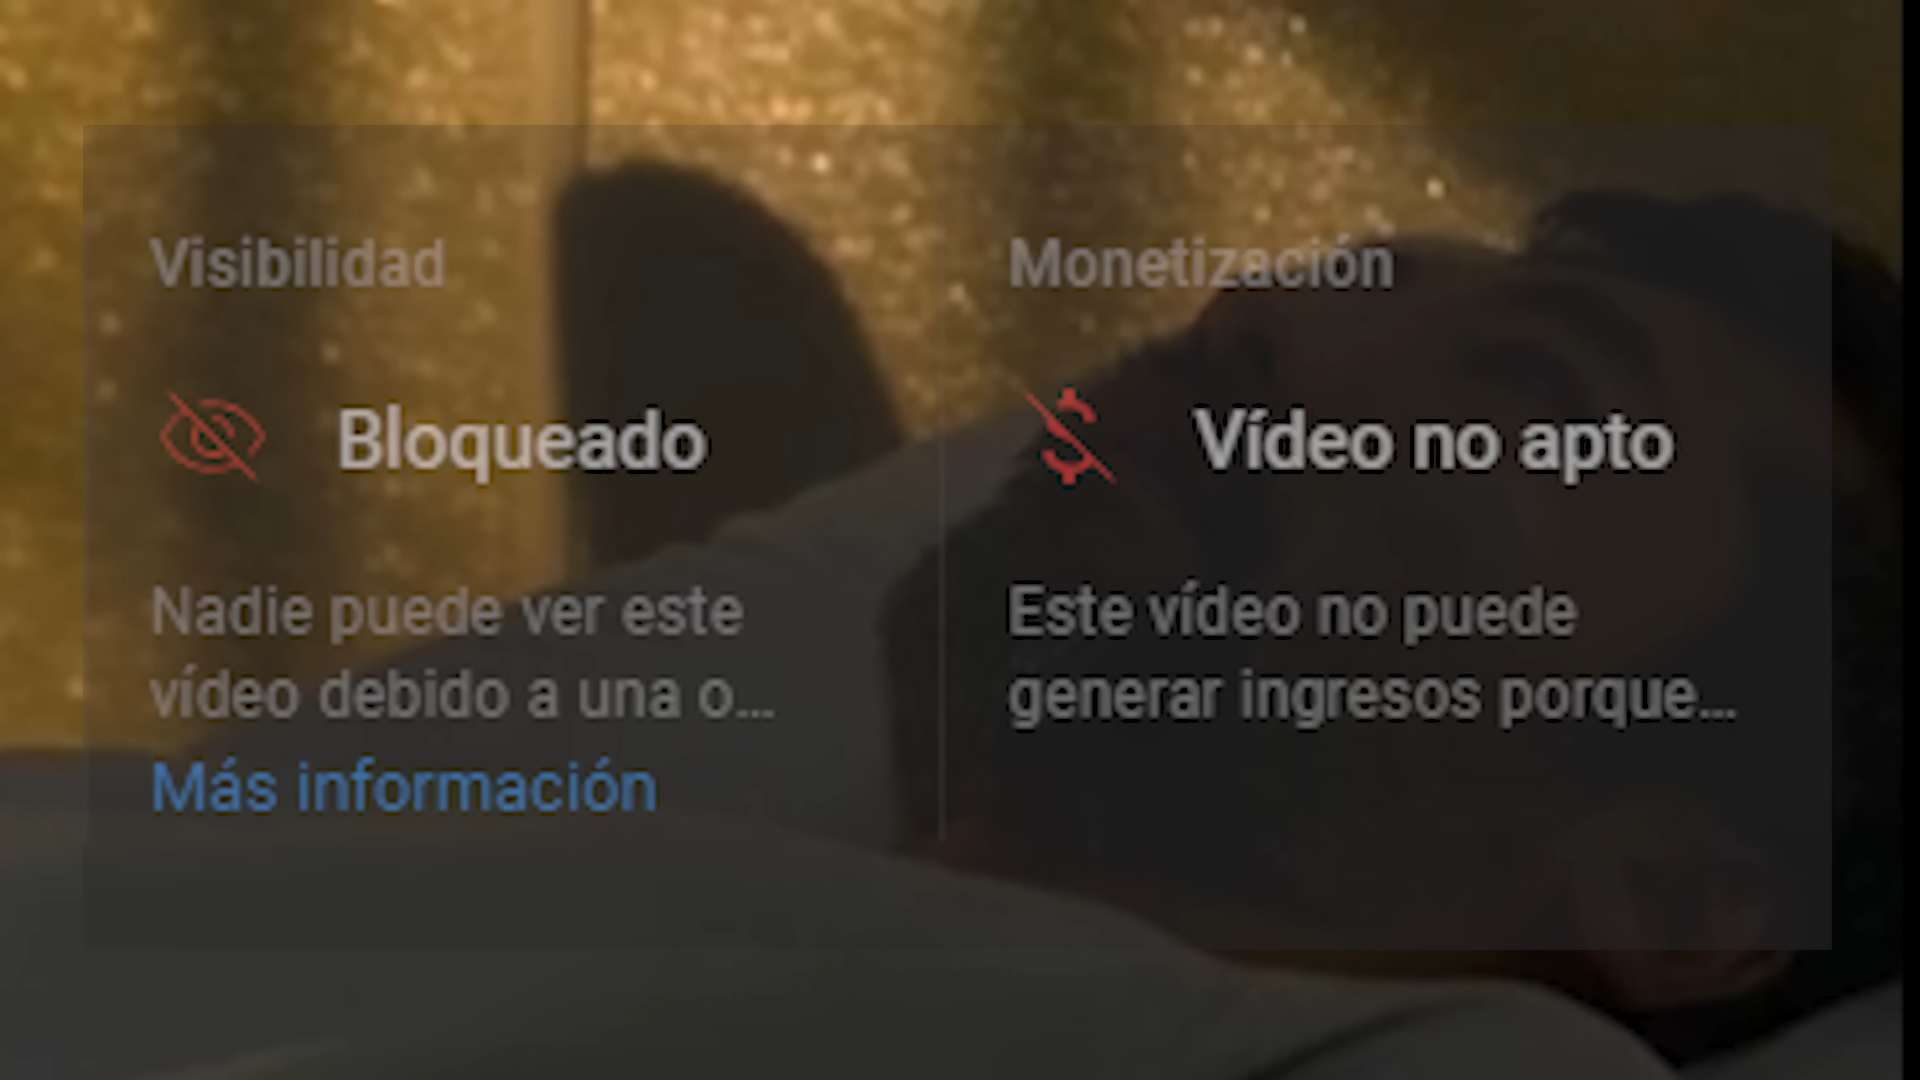 Visibilidad
Bloqueado
Nadie puede ver este
vídeo debido a una o...
Más información
Monetización
Vídeo no apto
Este vídeo no puede
generar ingresos porque...